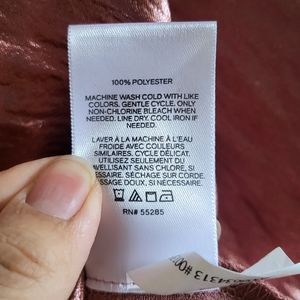 100% POLYESTER
MACHINE WASH COLD WITH LIKE
COLORS, GENTLE CYCLE. ONLY
NON-CHLORINE BLEACH WHEN
NEEDED. LINE DRY. COOL IRON IF
NEEDED.
LAVER À LA MACHINE À L'EAU
FROIDE AVEC COULEURS
SIMILAIRES, CYCLE DÉLICAT.
UTILISEZ SEULEMENT DU
SANS CHLORE, SI
NÉCESSAIRE. SÉCHAGE SUR CORDE.
DOUX, SI NÉCESSAIRE.
RN# 55285